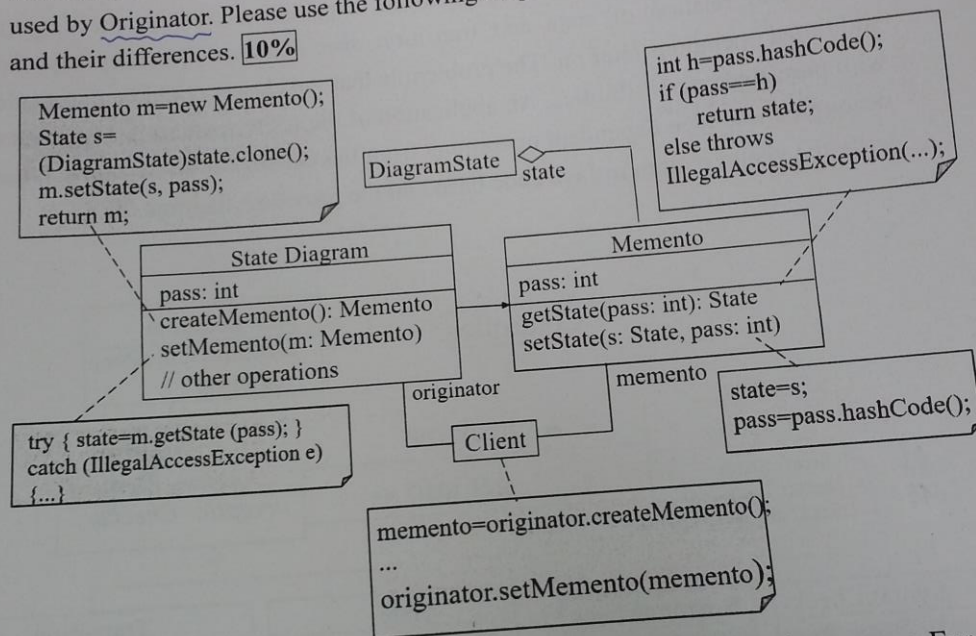 used by Originator. Please use the
and their differences. 10%
Memento m=new Memento();
State s=
(DiagramState)state.clone();
m.setState(s, pass);
return m;
DiagramState
state
int h=pass.hashCode();
if (pass==h)
return state;
else throws
IllegalAccessException(...);
State Diagram
pass: int
createMemento(): Memento
setMemento(m: Memento)
// other operations
Memento
pass: int
getState(pass: int): State
setState(s: State, pass: int)
originator
memento
try { state=m.getState (pass); }
catch (IllegalAccessException e)
{...}
Client
state=s;
pass=pass.hashCode();
memento=originator.createMemento();
...
originator.setMemento(memento);